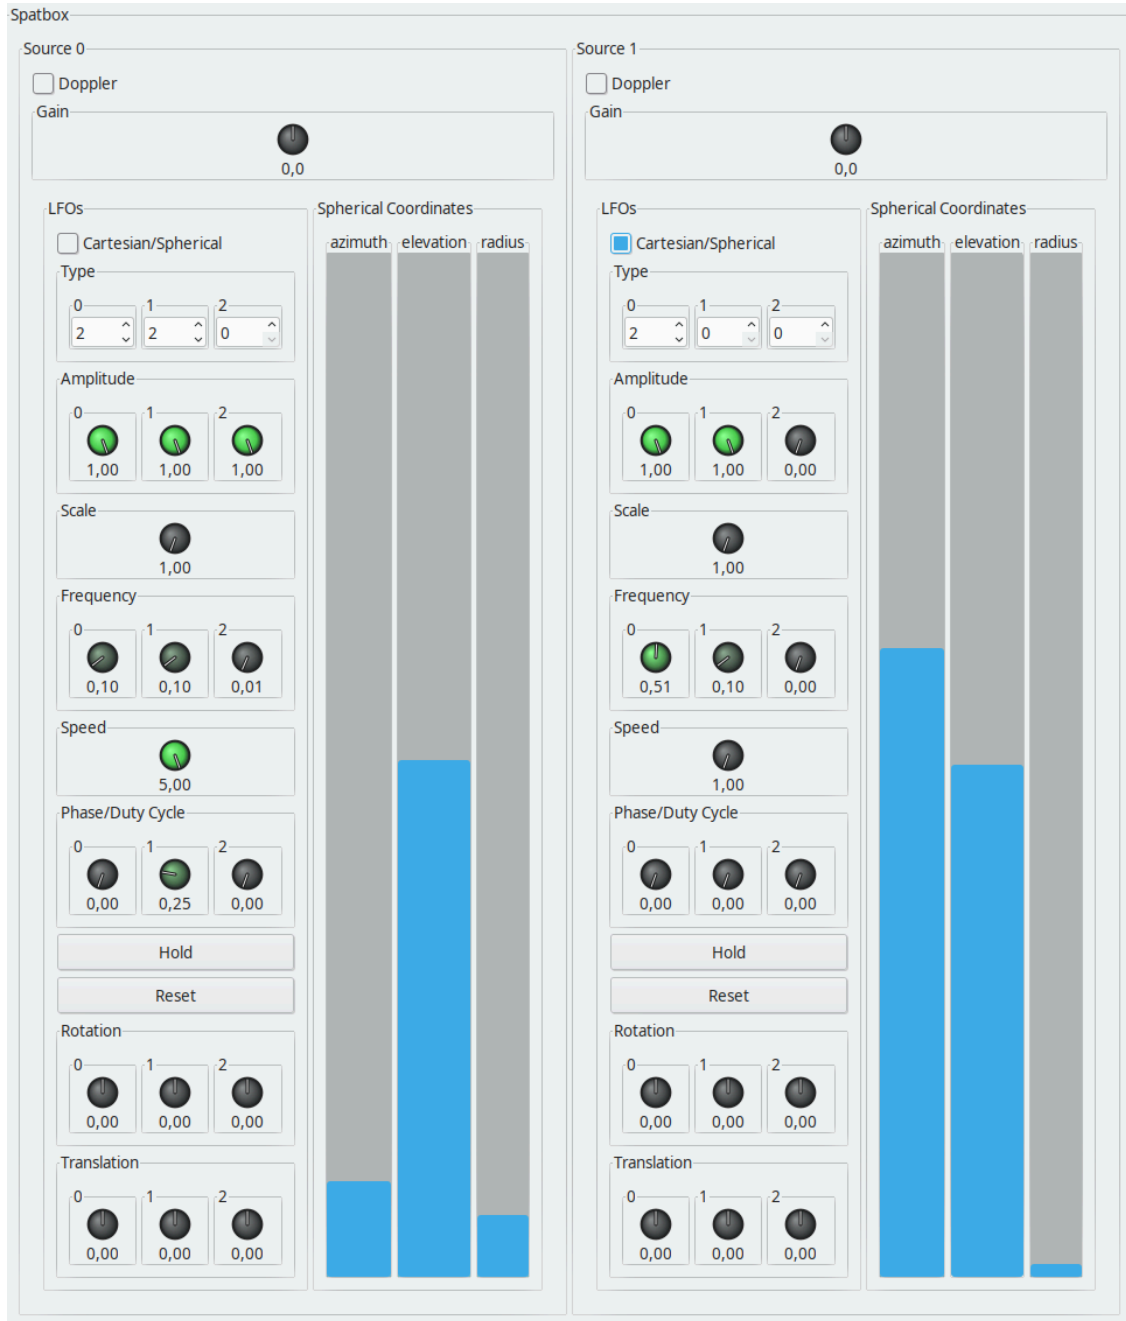 Spatbox
Source 0
Doppler
Gain
0,0
LFOs
Cartesian/Spherical
Type
0 1 2
2 2 0
Amplitude
0 1 2
1,00 1,00 1,00
Scale
1,00
Frequency
0 1 2
0,10 0,10 0,01
Speed
5,00
Phase/Duty Cycle
0 1 2
0,00 0,25 0,00
Hold
Reset
Rotation
0 1 2
0,00 0,00 0,00
Translation
0 1 2
0,00 0,00 0,00
Spherical Coordinates
azimuth elevation radius
Source 1
Doppler
Gain
0,0
LFOs
Cartesian/Spherical
Type
0 1 2
2 0 0
Amplitude
0 1 2
1,00 1,00 0,00
Scale
1,00
Frequency
0 1 2
0,51 0,10 0,00
Speed
1,00
Phase/Duty Cycle
0 1 2
0,00 0,00 0,00
Hold
Reset
Rotation
0 1 2
0,00 0,00 0,00
Translation
0 1 2
0,00 0,00 0,00
Spherical Coordinates
azimuth elevation radius